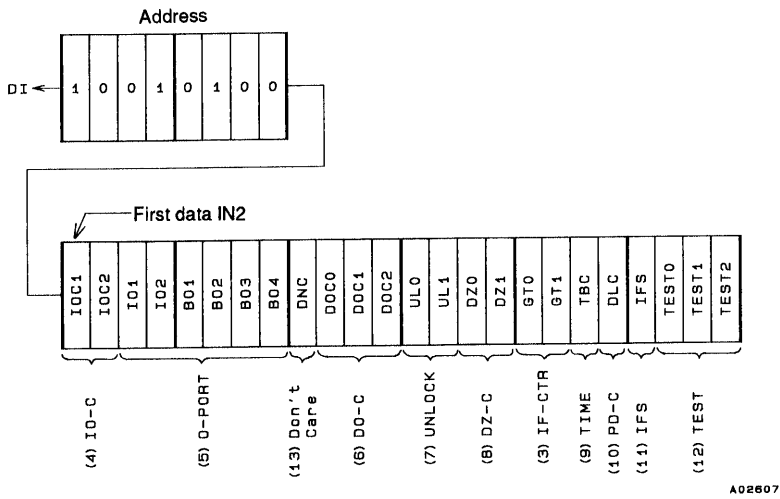 Address
DI
1 0 0 1 0 1 0 0
First data IN2
IOC1 IOC2 IO1 IO2 BO1 BO2 BO3 BO4 DNC DOC0 DOC1 DOC2 UL0 UL1 DZ0 DZ1 GT0 GT1 TBC DLC IFS TEST0 TEST1 TEST2
(4) IO-C
(5) O-PORT
(13) Don't
Care
(6) DO-C
(7) UNLOCK
(8) DZ-C
(3) IF-CTR
(9) TIME
(10) PD-C
(11) IFS
(12) TEST
A02607